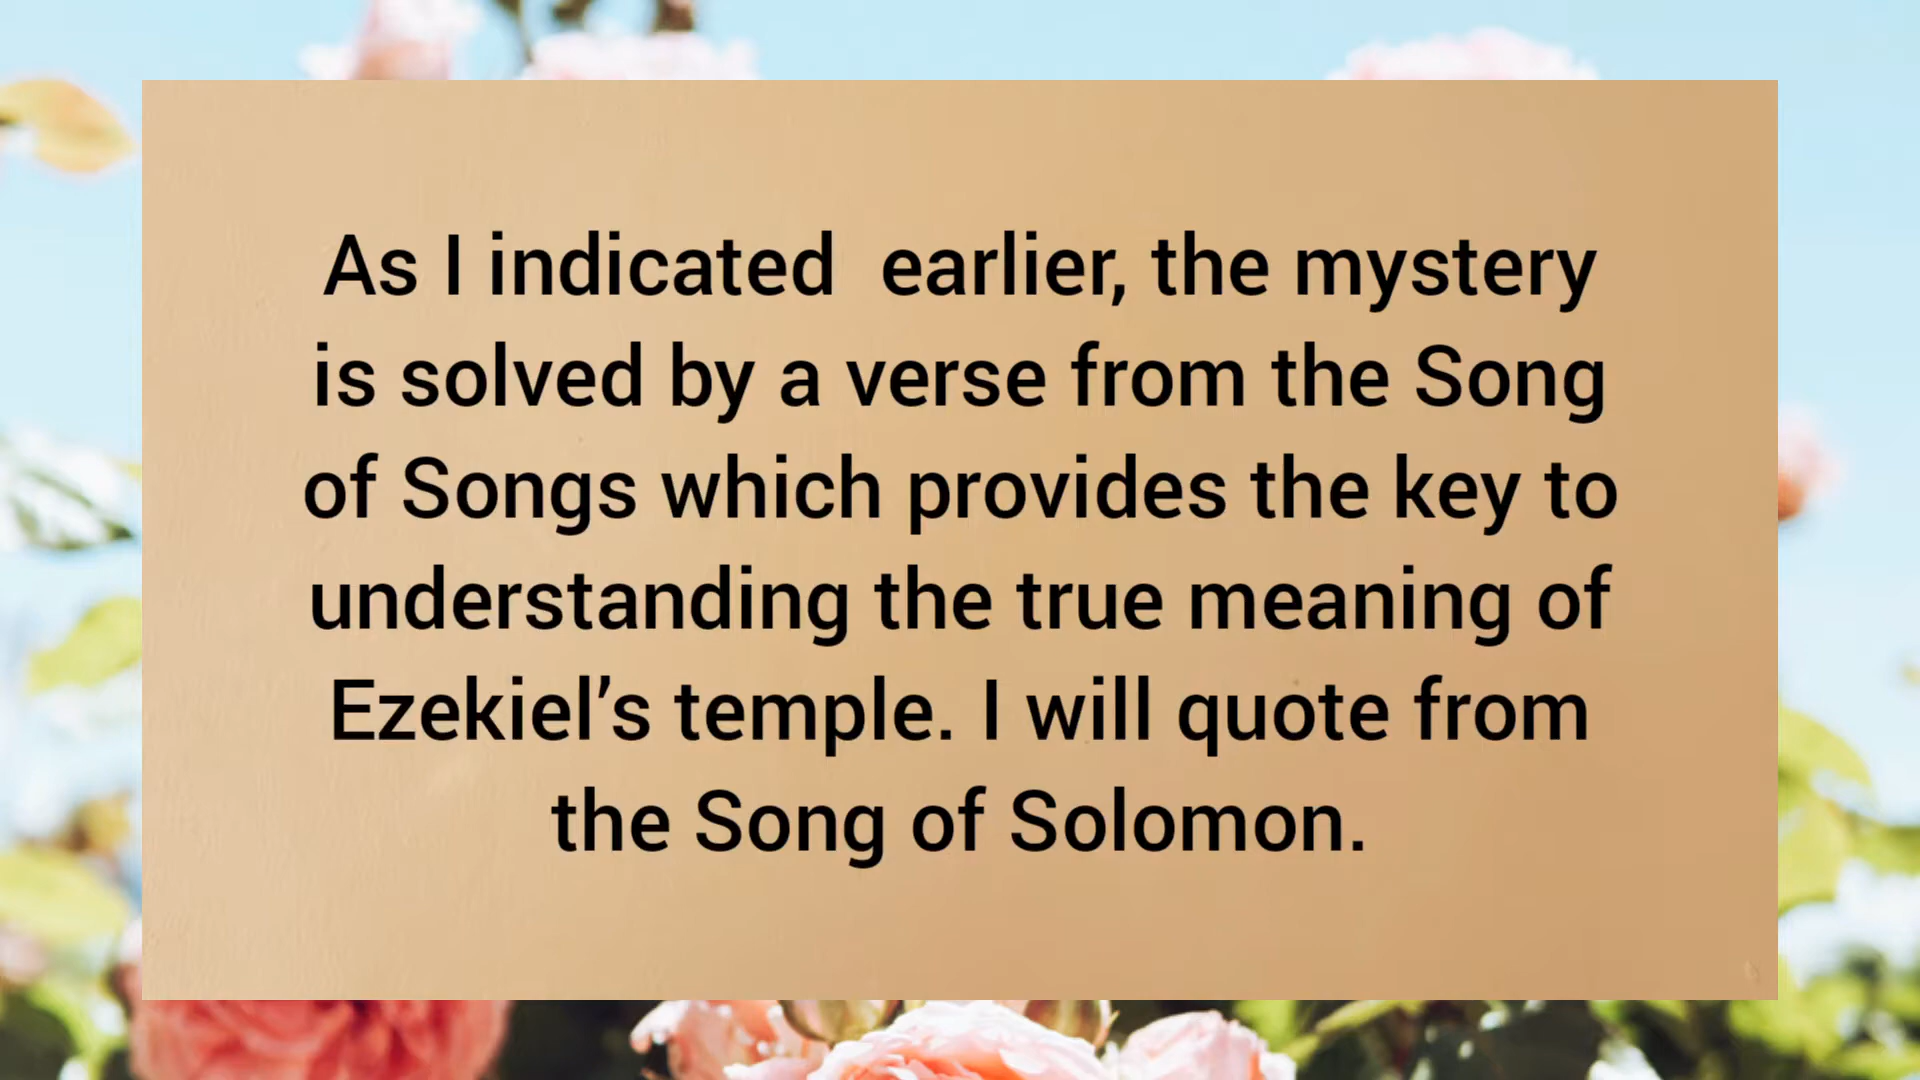 As I indicated  earlier, the mystery
is solved by a verse from the Song
of Songs which provides the key to
understanding the true meaning of
Ezekiel’s temple. I will quote from
the Song of Solomon.